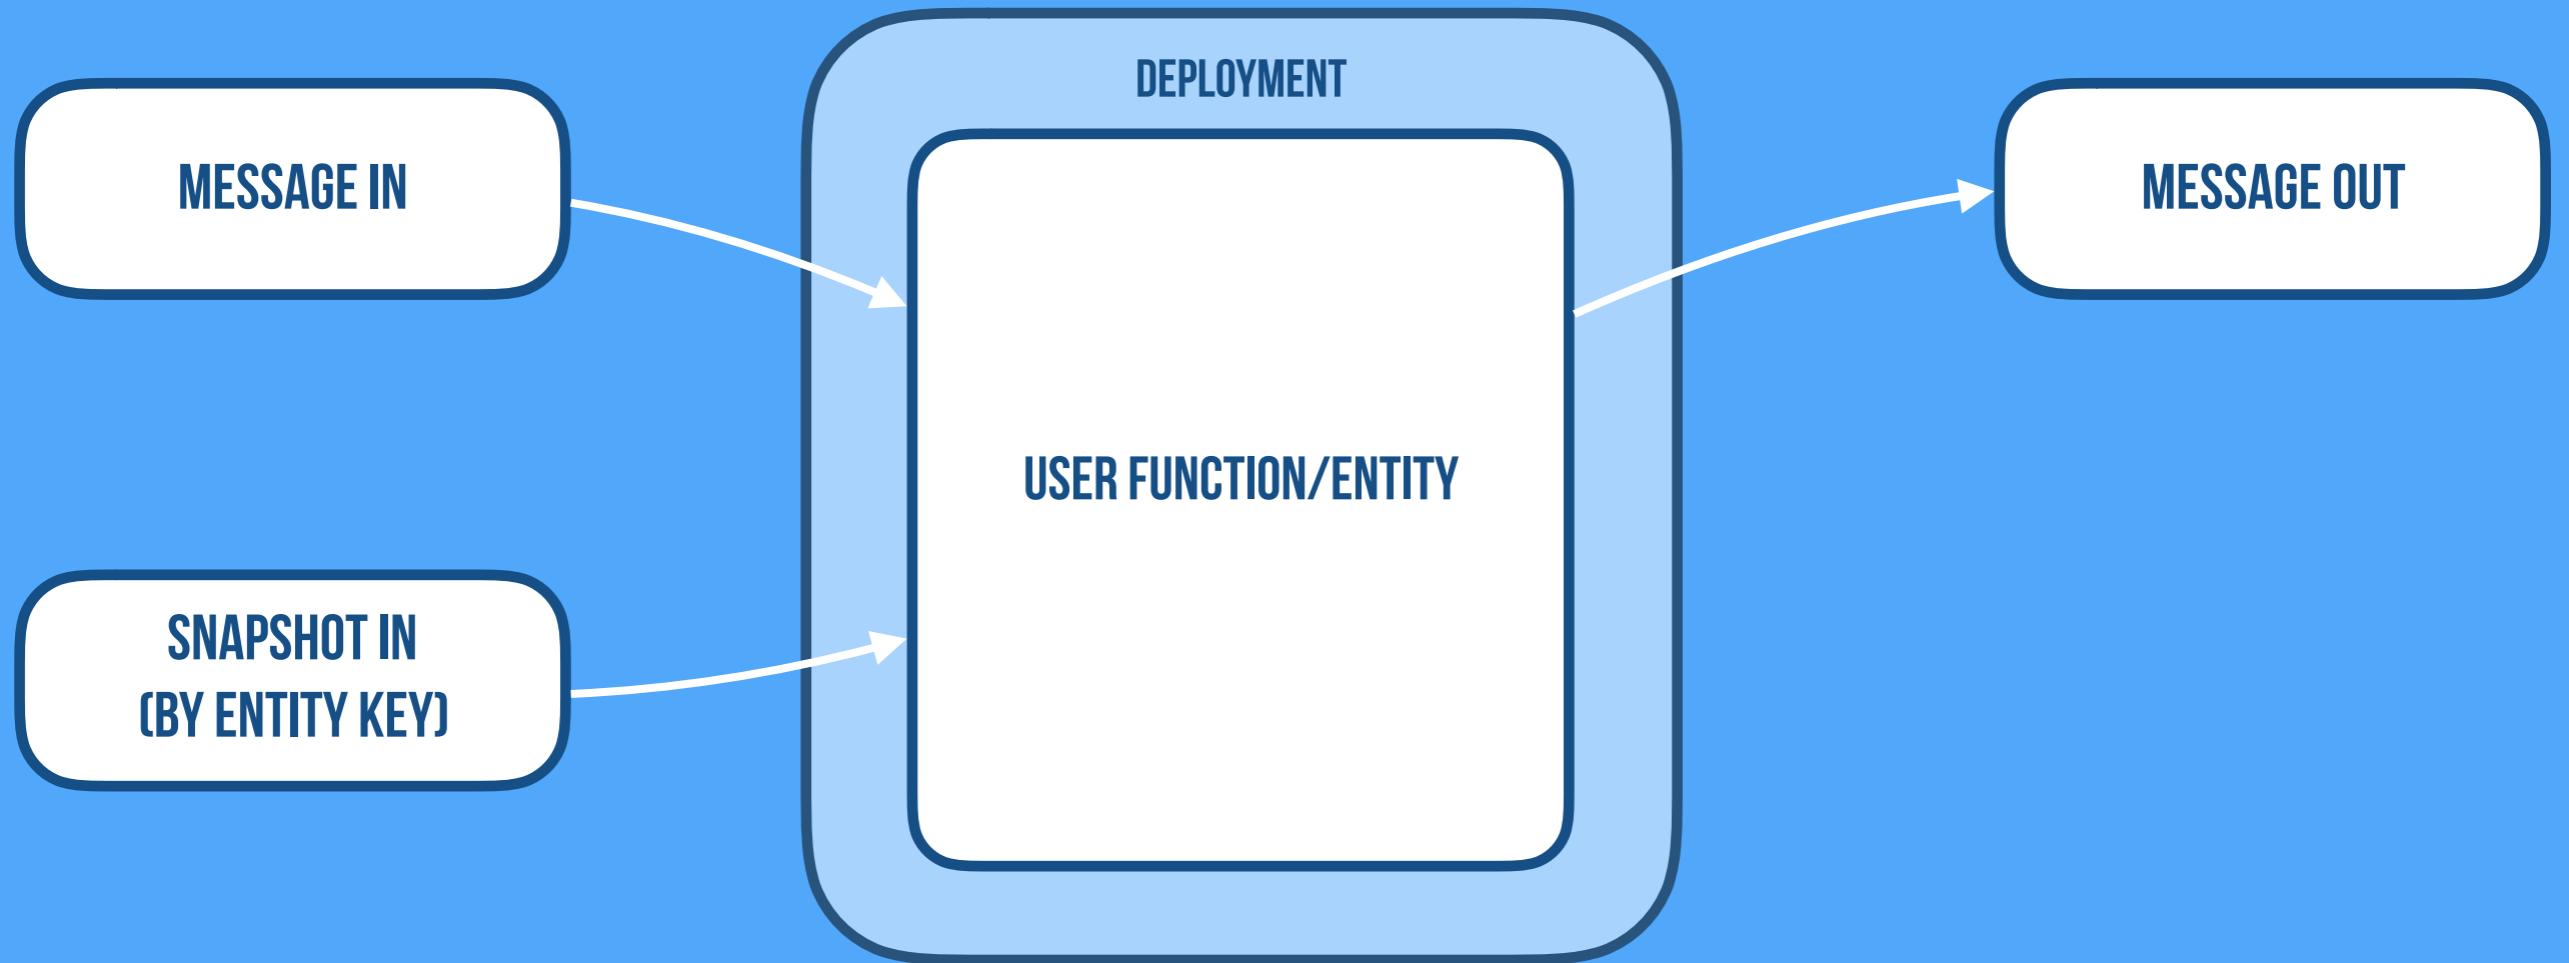 DEPLOYMENT
MESSAGE IN
MESSAGE OUT
USER FUNCTION/ENTITY
SNAPSHOT IN
(BY ENTITY KEY)